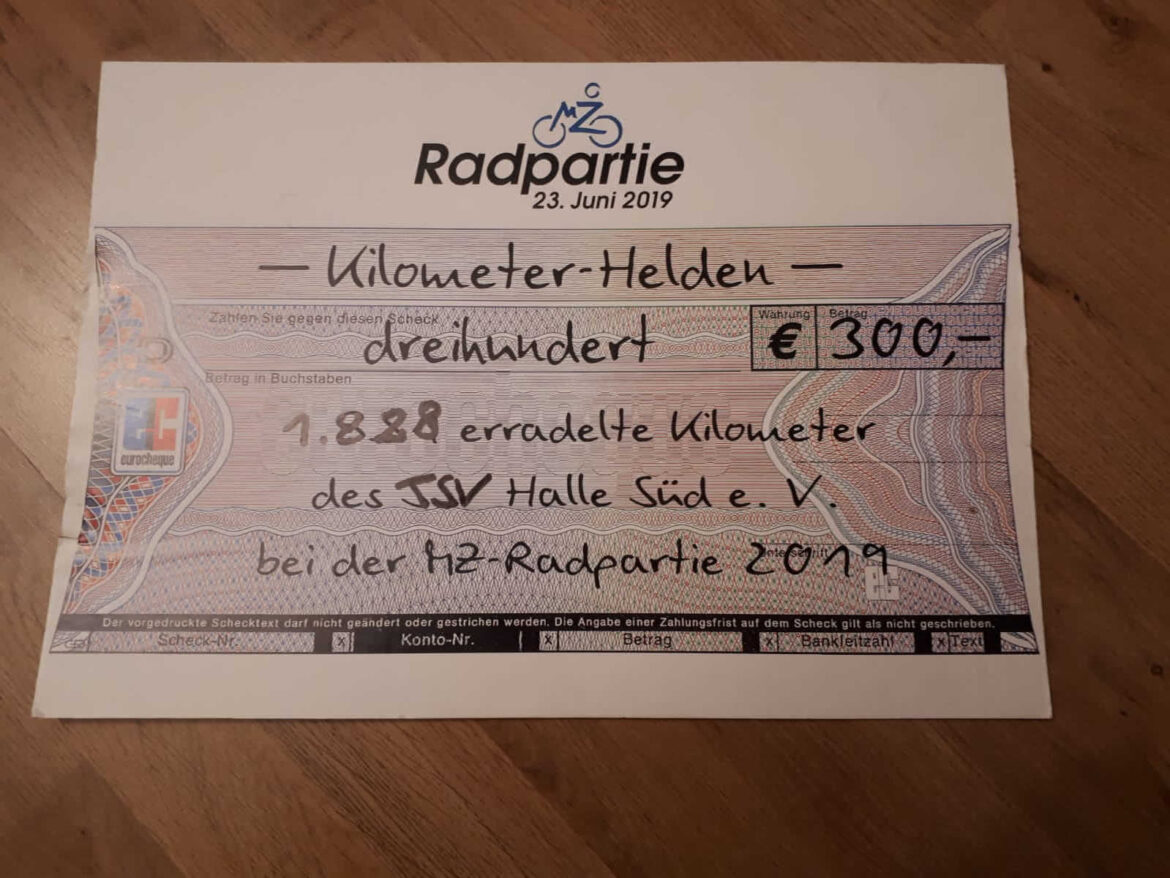 MZ
Radpartie
23. Juni 2019
— Kilometer-Helden —
Zahlen Sie gegen diesen Scheck
dreihundert
Währung
€
Betrag
300,–
Betrag in Buchstaben
1.888 erradelte Kilometer
eurocheque
des TSV Halle Süd e. V.
Unterschrift
bei der MZ-Radpartie 2019
ec
Der vorgedruckte Schecktext darf nicht geändert oder gestrichen werden. Die Angabe einer Zahlungsfrist auf dem Scheck gilt als nicht geschrieben.
Scheck-Nr. x Konto-Nr. x Betrag x Bankleitzahl x Text